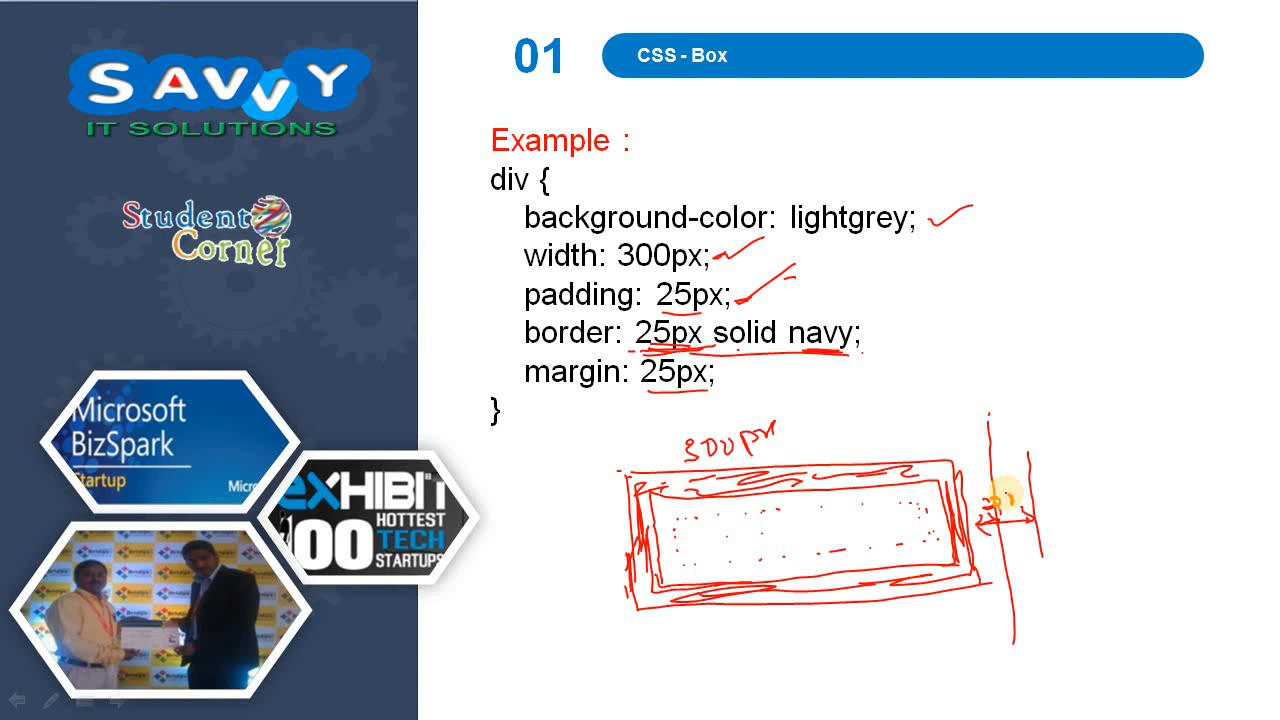 SAVVY
IT SOLUTIONS
Student
Corner
Microsoft
BizSpark
Startup
Micro
EXHIBIT
100
HOTTEST
TECH
STARTUPS
01
CSS - Box
Example :
div {
background-color: lightgrey;
width: 300px;
padding: 25px;
border: 25px solid navy;
margin: 25px;
}
300px